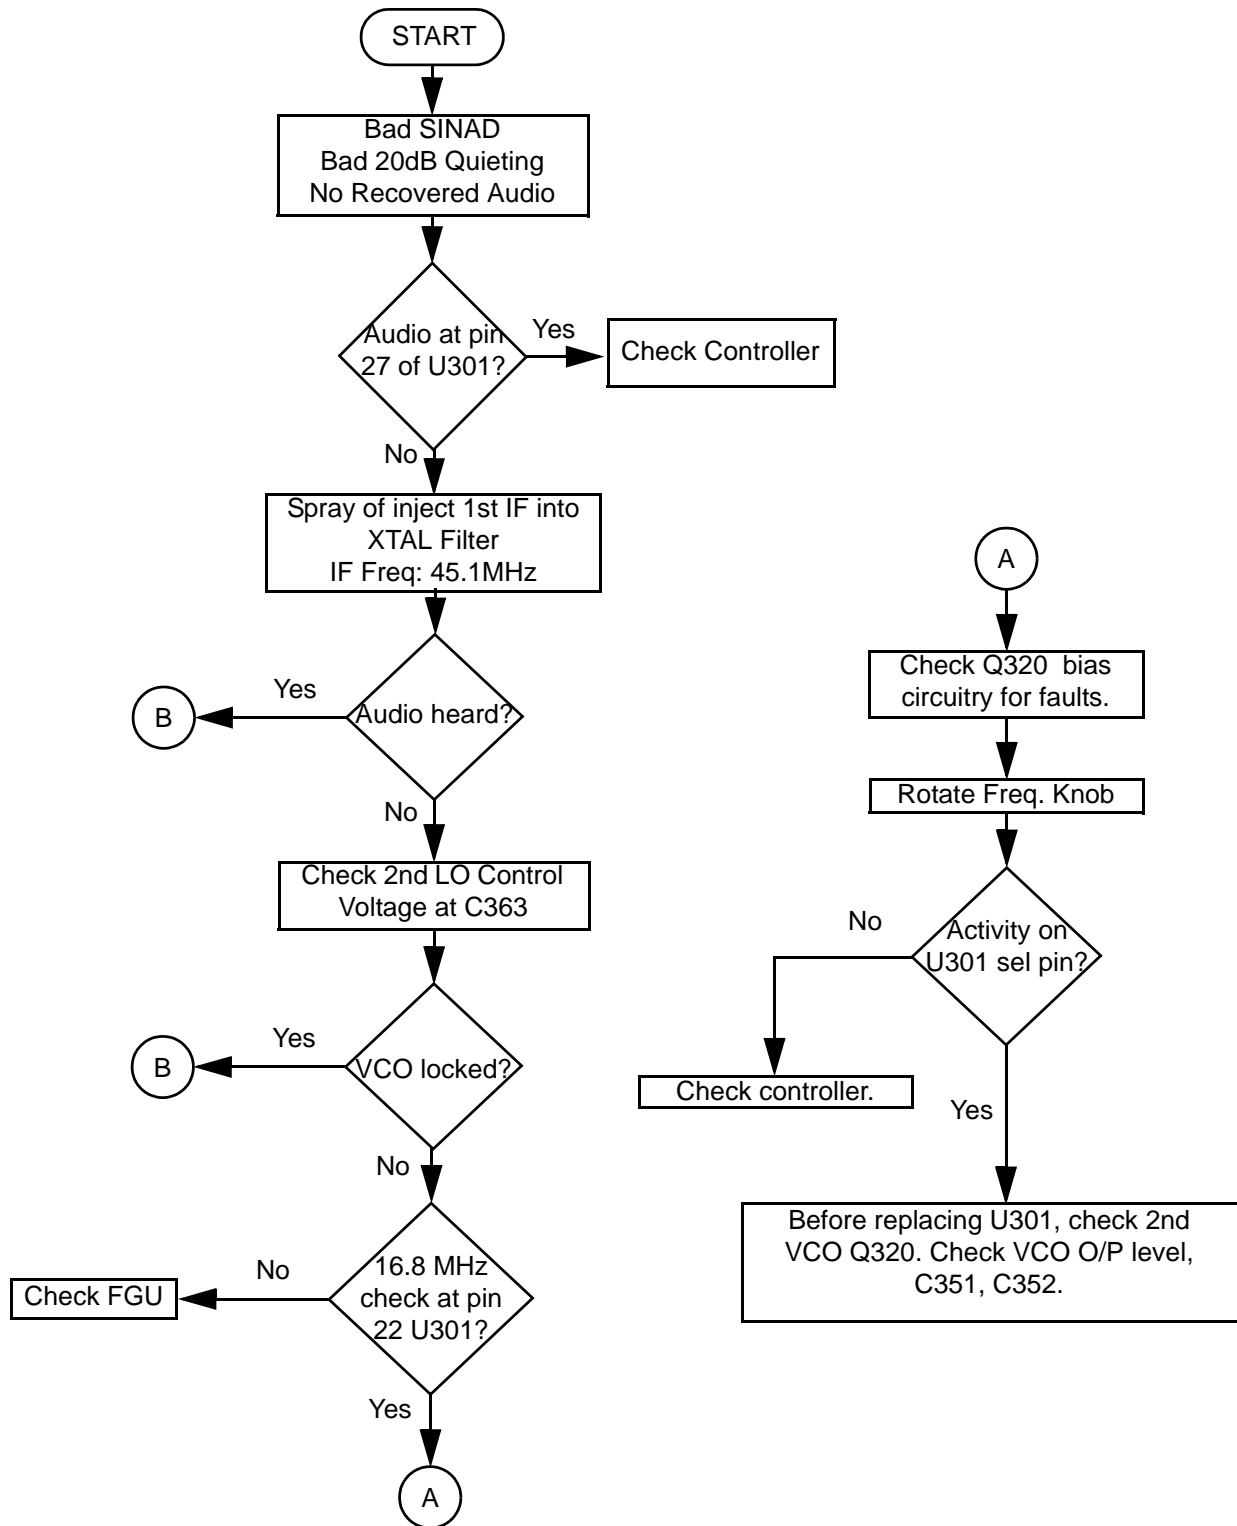 START
Bad SINAD
Bad 20dB Quieting
No Recovered Audio
Audio at pin
27 of U301?
Yes
Check Controller
No
Spray of inject 1st IF into
XTAL Filter
IF Freq: 45.1MHz
Audio heard?
Yes
B
No
Check 2nd LO Control
Voltage at C363
VCO locked?
Yes
B
No
16.8 MHz
check at pin
22 U301?
No
Check FGU
Yes
A
A
Check Q320 bias
circuitry for faults.
Rotate Freq. Knob
Activity on
U301 sel pin?
No
Check controller.
Yes
Before replacing U301, check 2nd
VCO Q320. Check VCO O/P level,
C351, C352.